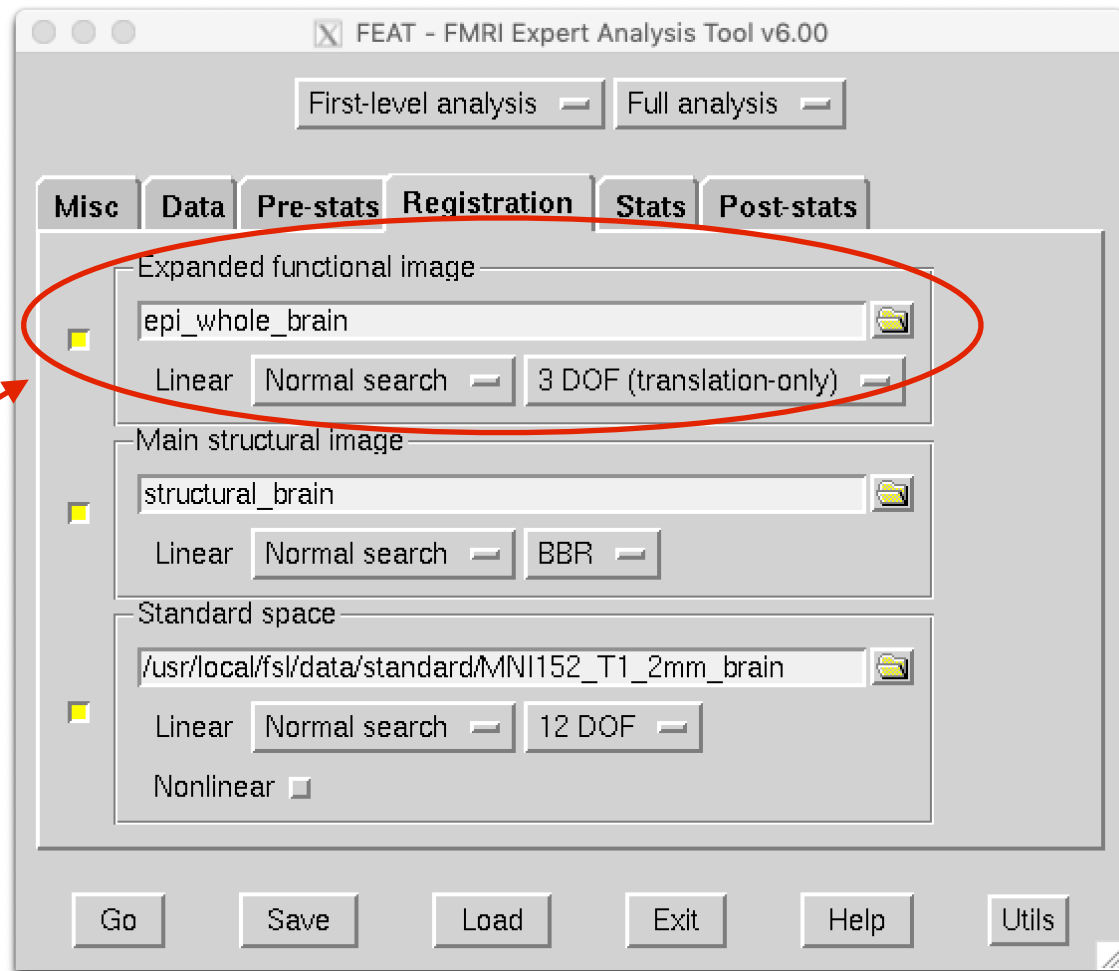 FEAT - FMRI Expert Analysis Tool v6.00
First-level analysis Full analysis
Misc Data Pre-stats Registration Stats Post-stats
Expanded functional image
epi_whole_brain
Linear Normal search 3 DOF (translation-only)
Main structural image
structural_brain
Linear Normal search BBR
Standard space
/usr/local/fsl/data/standard/MNI152_T1_2mm_brain
Linear Normal search 12 DOF
Nonlinear
Go Save Load Exit Help Utils